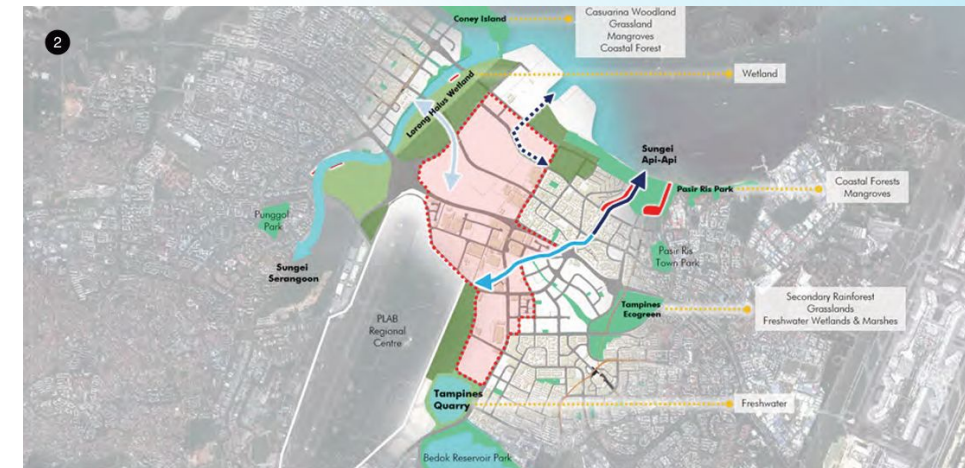 2
Coney Island
Casuarina Woodland
Grassland
Mangroves
Coastal Forest
Wetland
Lorong Halus Wetland
Sungei
Api-Api
Pasir Ris Park
Coastal Forests
Mangroves
Punggol
Park
Pasir Ris
Town Park
Sungei
Serangoon
PLAB
Regional
Centre
Tampines
Ecogreen
Secondary Rainforest
Grasslands
Freshwater Wetlands & Marshes
Tampines
Quarry
Freshwater
Bedok Reservoir Park